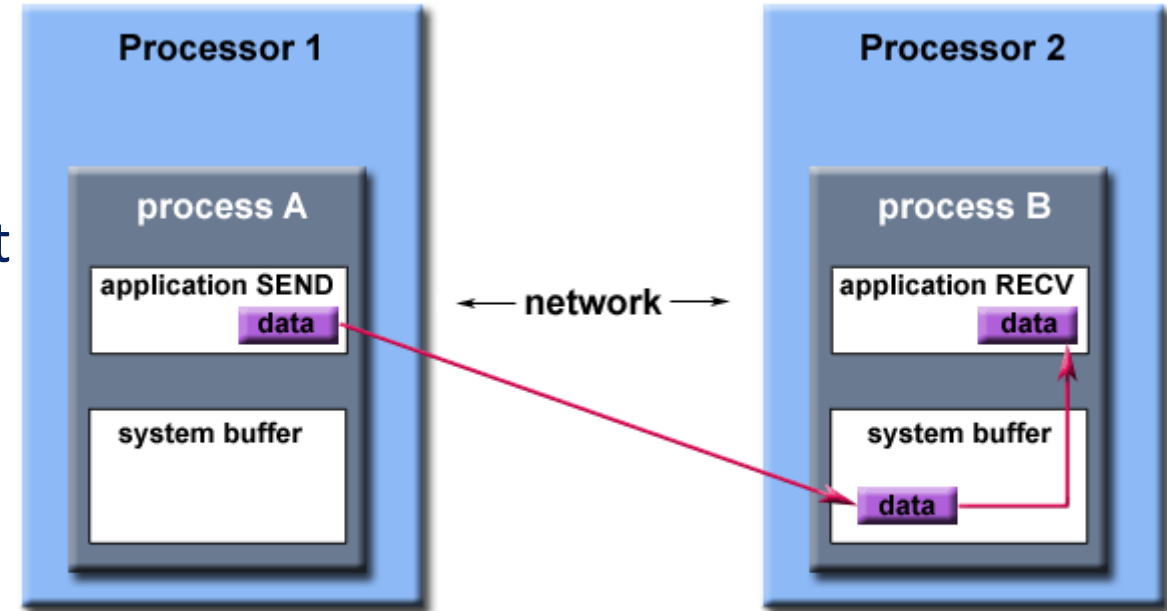 Processor 1
process A
application SEND
data
system buffer
t
network
Processor 2
process B
application RECV
data
system buffer
data